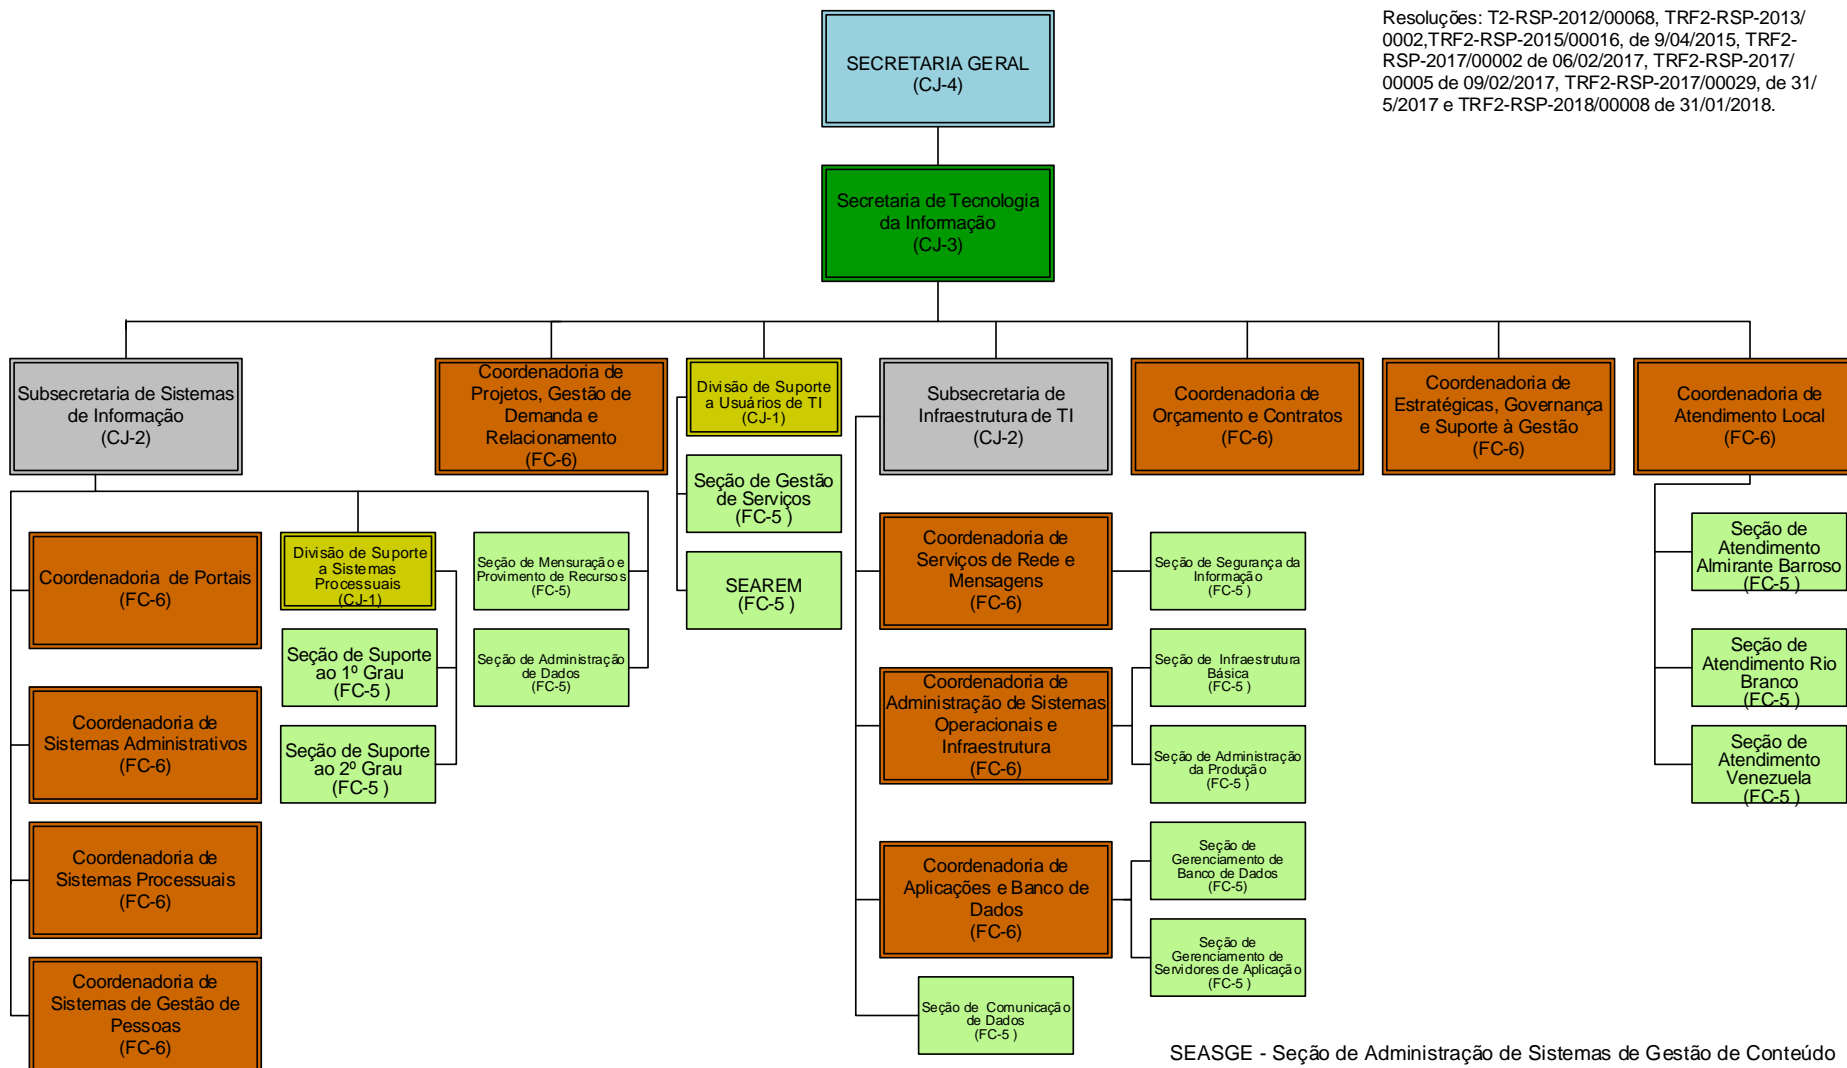 Resoluções: T2-RSP-2012/00068, TRF2-RSP-2013/
0002,TRF2-RSP-2015/00016, de 9/04/2015, TRF2-
RSP-2017/00002 de 06/02/2017, TRF2-RSP-2017/
00005 de 09/02/2017, TRF2-RSP-2017/00029, de 31/
5/2017 e TRF2-RSP-2018/00008 de 31/01/2018.
SECRETARIA GERAL
(CJ-4)
Secretaria de Tecnologia
da Informação
(CJ-3)
Subsecretaria de Sistemas
de Informação
(CJ-2)
Coordenadoria de
Projetos, Gestão de
Demanda e
Relacionamento
(FC-6)
Divisão de Suporte
a Usuários de TI
(CJ-1)
Subsecretaria de
Infraestrutura de TI
(CJ-2)
Coordenadoria de
Orçamento e Contratos
(FC-6)
Coordenadoria de
Estratégicas, Governança
e Suporte à Gestão
(FC-6)
Coordenadoria de
Atendimento Local
(FC-6)
Coordenadoria de Portais
(FC-6)
Coordenadoria de
Sistemas Administrativos
(FC-6)
Coordenadoria de
Sistemas Processuais
(FC-6)
Coordenadoria de
Sistemas de Gestão de
Pessoas
(FC-6)
Divisão de Suporte
a Sistemas
Processuais
(CJ-1)
Seção de Suporte
ao 1º Grau
(FC-5 )
Seção de Suporte
ao 2º Grau
(FC-5 )
Seção de Mensuração e
Provimento de Recursos
(FC-5)
Seção de Administração
de Dados
(FC-5)
Seção de Gestão
de Serviços
(FC-5 )
SEAREM
(FC-5 )
Coordenadoria de
Serviços de Rede e
Mensagens
(FC-6)
Seção de Segurança da
Informação
(FC-5 )
Coordenadoria de
Administração de Sistemas
Operacionais e
Infraestrutura
(FC-6)
Seção de Infraestrutura
Básica
(FC-5 )
Seção de Administração
da Produção
(FC-5 )
Coordenadoria de
Aplicações e Banco de
Dados
(FC-6)
Seção de
Gerenciamento de
Banco de Dados
(FC-5)
Seção de
Gerenciamento de
Servidores de Aplicação
(FC-5 )
Seção de Comunicação
de Dados
(FC-5 )
Seção de
Atendimento
Almirante Barroso
(FC-5 )
Seção de
Atendimento Rio
Branco
(FC-5 )
Seção de
Atendimento
Venezuela
(FC-5 )
SEASGE - Seção de Administração de Sistemas de Gestão de Conteúdo